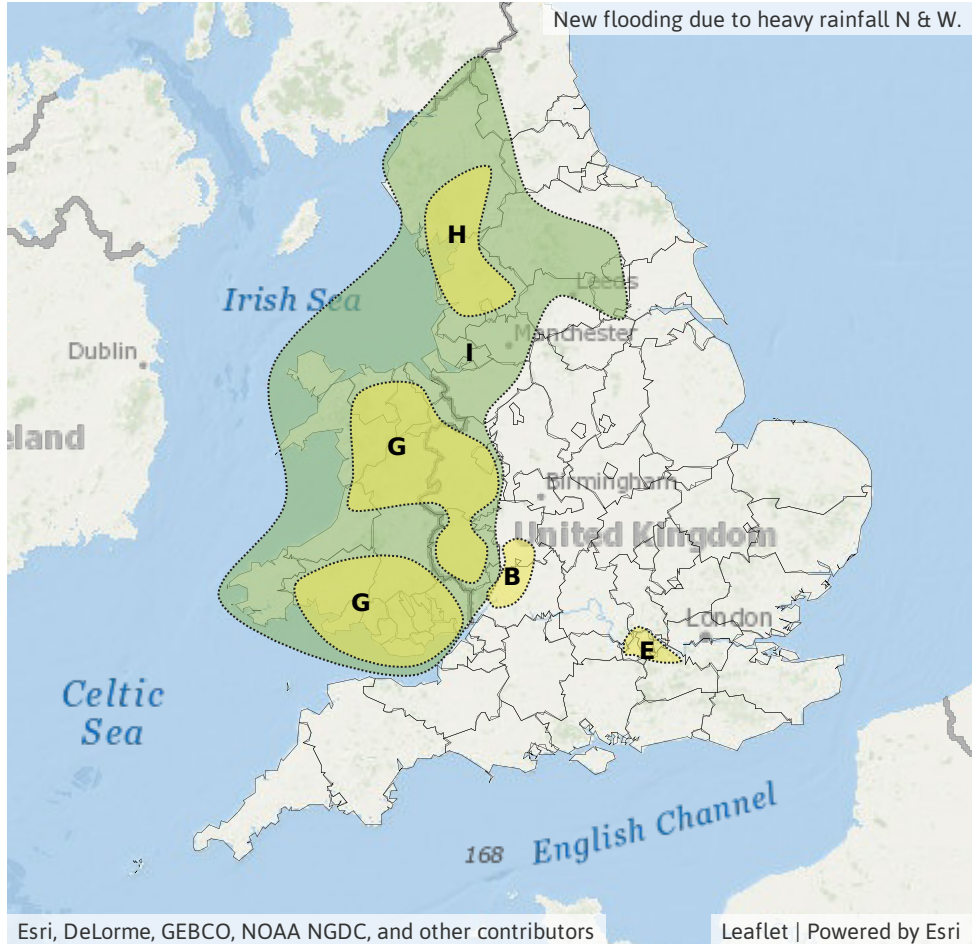 New flooding due to heavy rainfall N & W.
H
Leeds
Irish Sea
Manchester
I
Dublin
eland
G
Birmingham
United Kingdom
B
G
London
E
Celtic
Sea
English Channel
168
Esri, DeLorme, GEBCO, NOAA NGDC, and other contributors
Leaflet | Powered by Esri